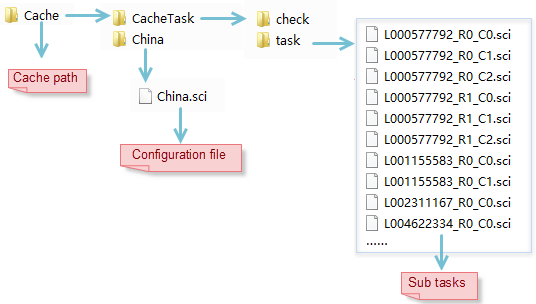 Cache
CacheTask
China
check
task
Cache path
China.sci
Configuration file
L000577792_R0_C0.sci
L000577792_R0_C1.sci
L000577792_R0_C2.sci
L000577792_R1_C0.sci
L000577792_R1_C1.sci
L000577792_R1_C2.sci
L001155583_R0_C0.sci
L001155583_R0_C1.sci
L002311167_R0_C0.sci
L004622334_R0_C0.sci
......
Sub tasks